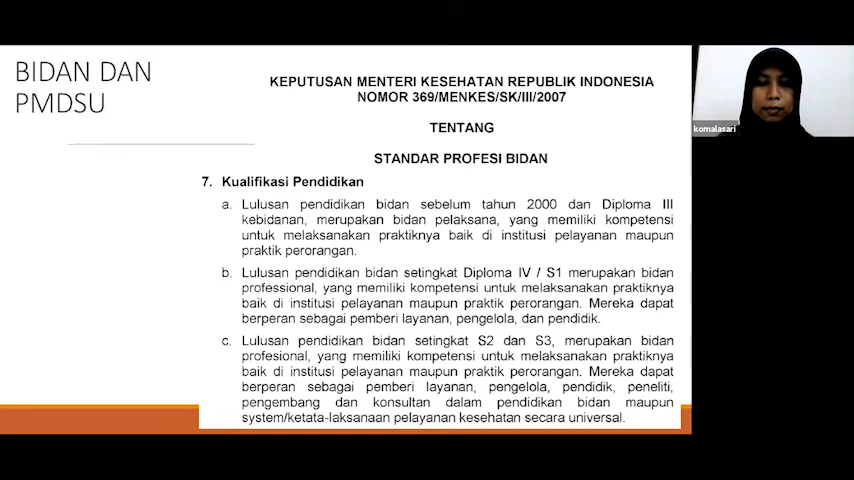 BIDAN DAN
PMDSU
KEPUTUSAN MENTERI KESEHATAN REPUBLIK INDONESIA
NOMOR 369/MENKES/SK/III/2007
TENTANG
STANDAR PROFESI BIDAN
7. Kualifikasi Pendidikan
a. Lulusan pendidikan bidan sebelum tahun 2000 dan Diploma III
kebidanan, merupakan bidan pelaksana, yang memiliki kompetensi
untuk melaksanakan praktiknya baik di institusi pelayanan maupun
praktik perorangan.
b. Lulusan pendidikan bidan setingkat Diploma IV / S1 merupakan bidan
professional, yang memiliki kompetensi untuk melaksanakan praktiknya
baik di institusi pelayanan maupun praktik perorangan. Mereka dapat
berperan sebagai pemberi layanan, pengelola, dan pendidik.
c. Lulusan pendidikan bidan setingkat S2 dan S3, merupakan bidan
profesional, yang memiliki kompetensi untuk melaksanakan praktiknya
baik di institusi pelayanan maupun praktik perorangan. Mereka dapat
berperan sebagai pemberi layanan, pengelola, pendidik, peneliti,
pengembang dan konsultan dalam pendidikan bidan maupun
system/ketata-laksanaan pelayanan kesehatan secara universal.
komalasari